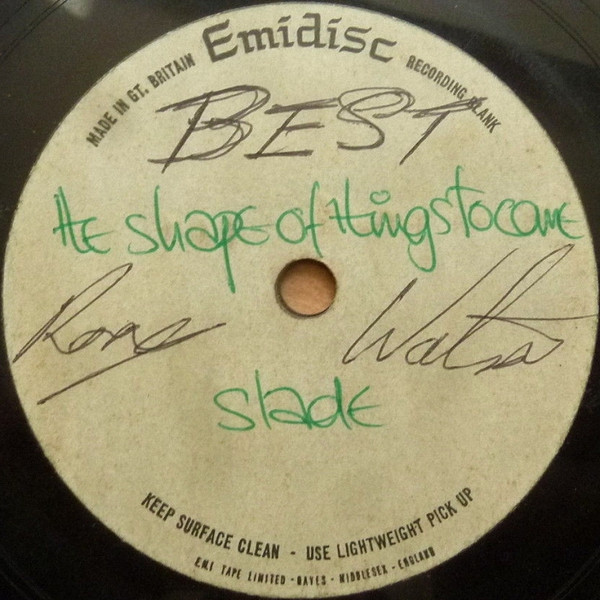 Emidisc
MADE IN GT. BRITAIN
RECORDING BLANK
BEST
tHE shapE of tHingstocomE
sladE
KEEP SURFACE CLEAN - USE LIGHTWEIGHT PICK UP
E.M.I TAPE LIMITED - HAYES - MIDDLESEX - ENGLAND